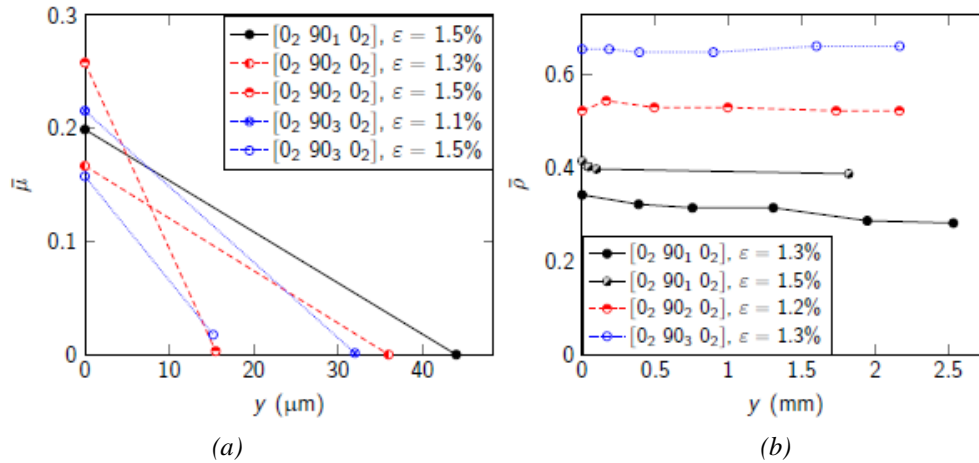 0.3
0.2
0.1
0
μ̄
0 10 20 30 40
y (μm)
[0₂ 90₁ 0₂], ε = 1.5%
[0₂ 90₂ 0₂], ε = 1.3%
[0₂ 90₂ 0₂], ε = 1.5%
[0₂ 90₃ 0₂], ε = 1.1%
[0₂ 90₃ 0₂], ε = 1.5%
(a)
0.6
0.4
0.2
0
ρ̄
0 0.5 1 1.5 2 2.5
y (mm)
[0₂ 90₁ 0₂], ε = 1.3%
[0₂ 90₁ 0₂], ε = 1.5%
[0₂ 90₂ 0₂], ε = 1.2%
[0₂ 90₃ 0₂], ε = 1.3%
(b)